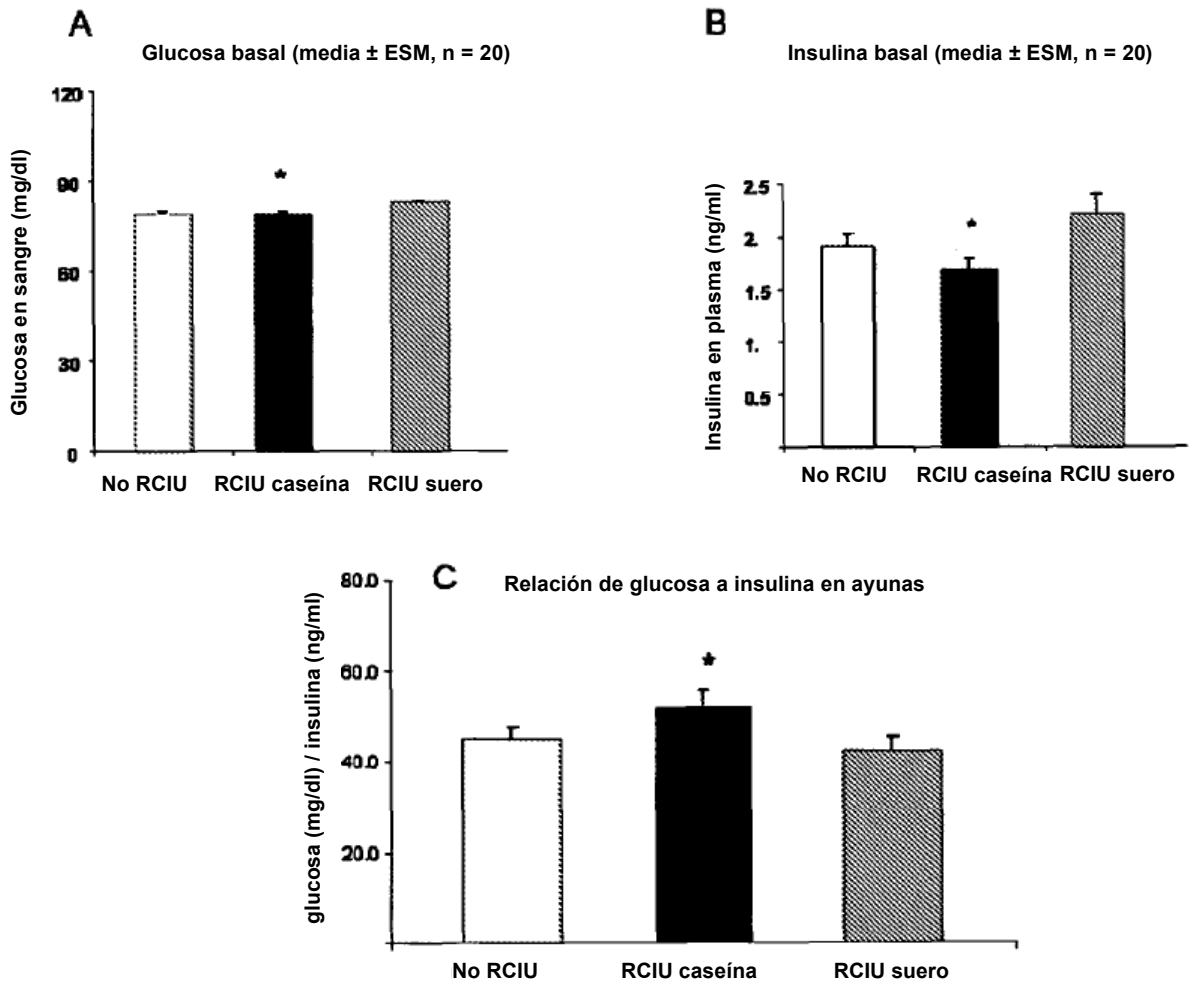 A
Glucosa basal (media ± ESM, n = 20)
Glucosa en sangre (mg/dl)
120
90
60
30
0
*
No RCIU RCIU caseína RCIU suero
B
Insulina basal (media ± ESM, n = 20)
Insulina en plasma (ng/ml)
2.5
2.
1.5
1.
0.5
*
No RCIU RCIU caseína RCIU suero
C
Relación de glucosa a insulina en ayunas
glucosa (mg/dl) / insulina (ng/ml)
80.0
60.0
40.0
20.0
*
No RCIU RCIU caseína RCIU suero